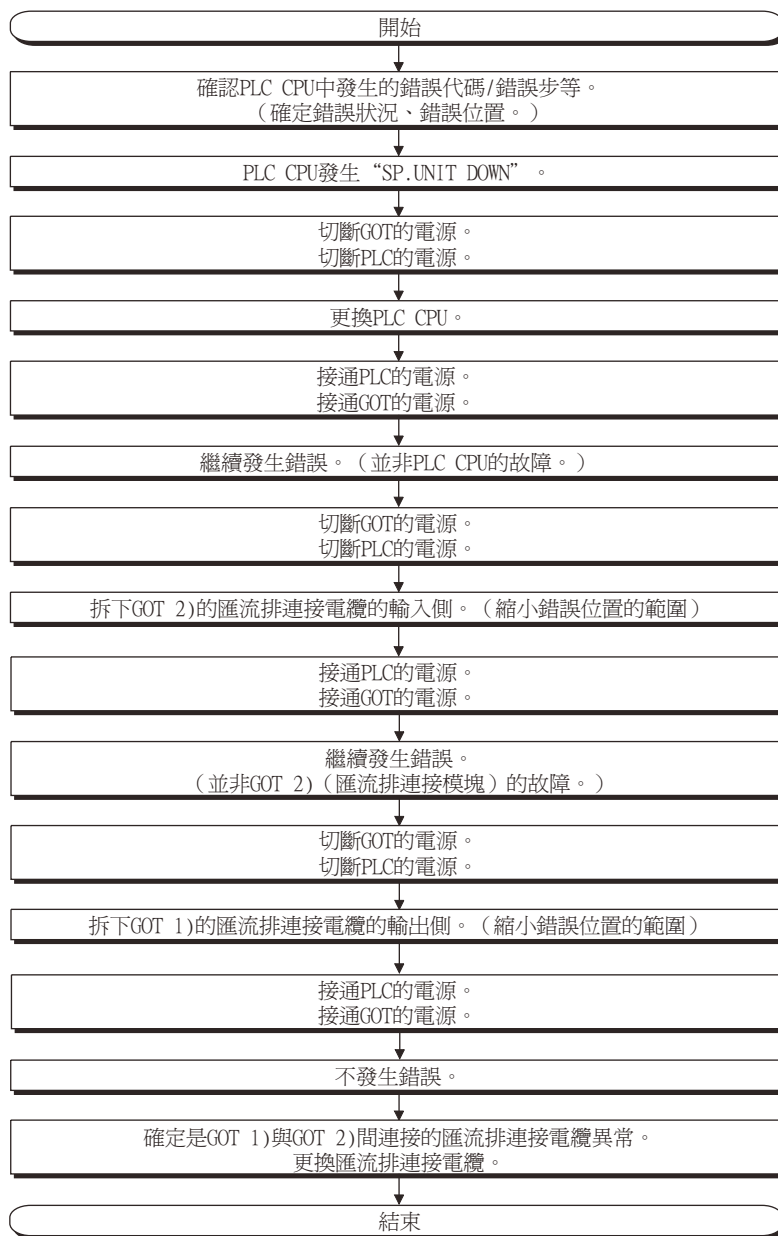 開始
確認PLC CPU中發生的錯誤代碼/錯誤步等。
（確定錯誤狀況、錯誤位置。）
PLC CPU發生“SP.UNIT DOWN”。
切斷GOT的電源。
切斷PLC的電源。
更換PLC CPU。
接通PLC的電源。
接通GOT的電源。
繼續發生錯誤。（並非PLC CPU的故障。）
切斷GOT的電源。
切斷PLC的電源。
拆下GOT 2)的匯流排連接電纜的輸入側。（縮小錯誤位置的範圍）
接通PLC的電源。
接通GOT的電源。
繼續發生錯誤。
（並非GOT 2)（匯流排連接模塊）的故障。）
切斷GOT的電源。
切斷PLC的電源。
拆下GOT 1)的匯流排連接電纜的輸出側。（縮小錯誤位置的範圍）
接通PLC的電源。
接通GOT的電源。
不發生錯誤。
確定是GOT 1)與GOT 2)間連接的匯流排連接電纜異常。
更換匯流排連接電纜。
結束